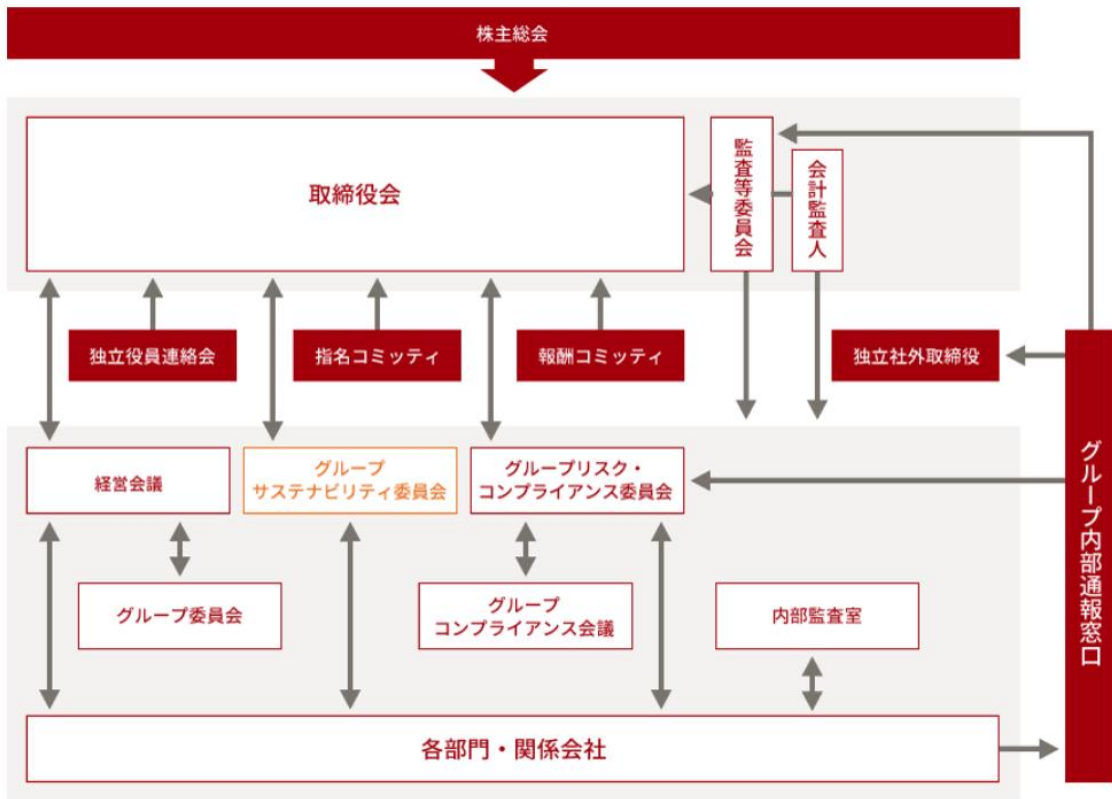 株主総会
取締役会
監査等委員会
会計監査人
独立役員連絡会
指名コミッティ
報酬コミッティ
独立社外取締役
経営会議
グループ
サステナビリティ委員会
グループリスク・
コンプライアンス委員会
グループ委員会
グループ
コンプライアンス会議
内部監査室
各部門・関係会社
グループ内部通報窓口